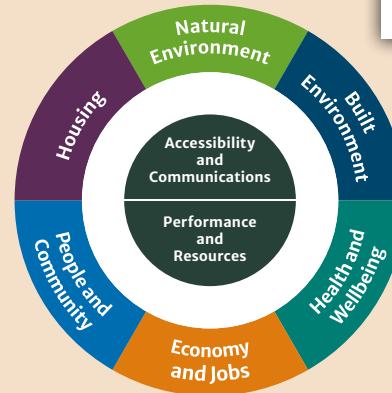 Natural
Environment
Built
Environment
Health and
Wellbeing
Economy
and Jobs
People and
Community
Housing
Accessibility
and
Communications
Performance
and
Resources